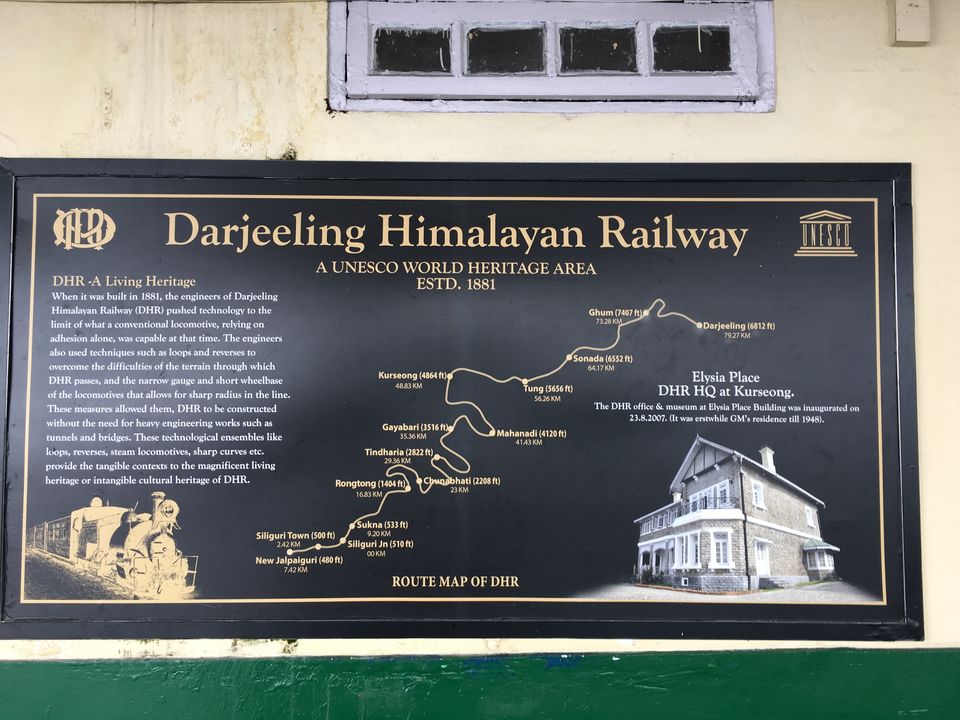 DHR
Darjeeling Himalayan Railway
A UNESCO WORLD HERITAGE AREA
ESTD. 1881
UNESCO
DHR -A Living Heritage
When it was built in 1881, the engineers of Darjeeling
Himalayan Railway (DHR) pushed technology to the
limit of what a conventional locomotive, relying on
adhesion alone, was capable at that time. The engineers
also used techniques such as loops and reverses to
overcome the difficulties of the terrain through which
DHR passes, and the narrow gauge and short wheelbase
of the locomotives that allows for sharp radius in the line.
These measures allowed them, DHR to be constructed
without the need for heavy engineering works such as
tunnels and bridges. These technological ensembles like
loops, reverses, steam locomotives, sharp curves etc.
provide the tangible contexts to the magnificent living
heritage or intangible cultural heritage of DHR.
Ghum (7407 ft)
73.28 KM
Darjeeling (6812 ft)
79.27 KM
Sonada (6552 ft)
64.17 KM
Kurseong (4864 ft)
48.83 KM
Tung (5656 ft)
56.26 KM
Gayabari (3516 ft)
35.36 KM
Mahanadi (4120 ft)
41.43 KM
Tindharia (2822 ft)
29.36 KM
Rongtong (1404 ft)
16.83 KM
Chunabhati (2208 ft)
23 KM
Sukna (533 ft)
9.20 KM
Siliguri Town (500 ft)
2.42 KM
Siliguri Jn (510 ft)
00 KM
New Jalpaiguri (480 ft)
7.42 KM
ROUTE MAP OF DHR
Elysia Place
DHR HQ at Kurseong.
The DHR office & museum at Elysia Place Building was inaugurated on
23.8.2007. (It was erstwhile GM's residence till 1948).